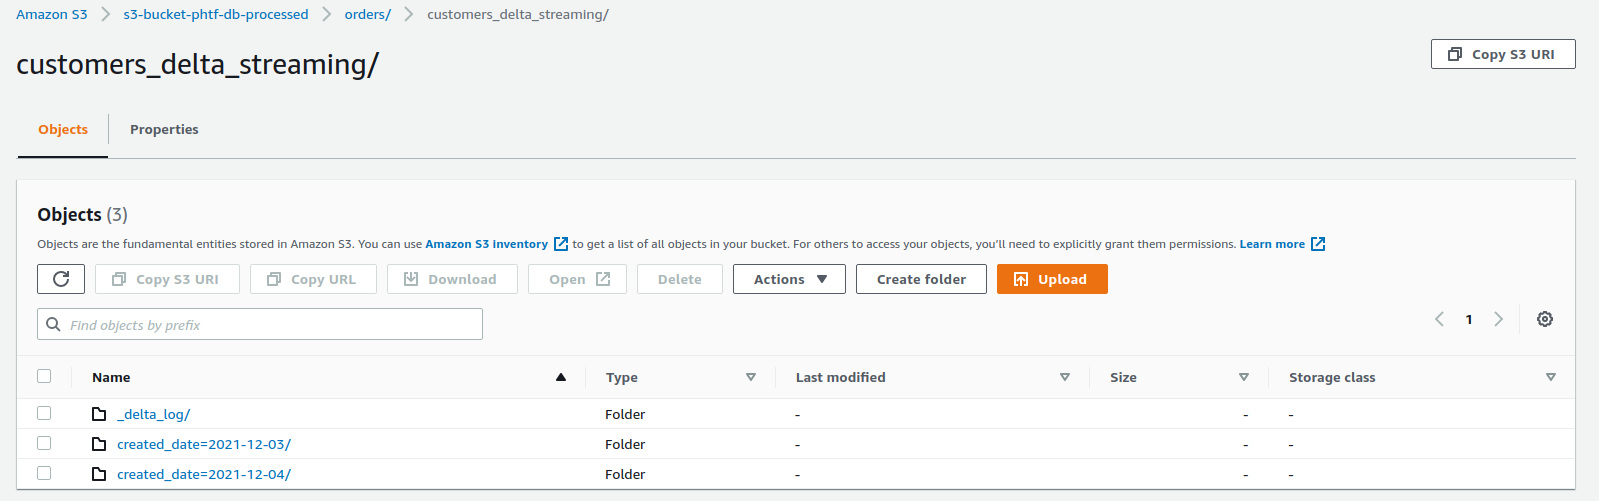 Amazon S3 > s3-bucket-phtf-db-processed > orders/ > customers_delta_streaming/
customers_delta_streaming/
Copy S3 URI
Objects Properties
Objects (3)
Objects are the fundamental entities stored in Amazon S3. You can use Amazon S3 inventory to get a list of all objects in your bucket. For others to access your objects, you'll need to explicitly grant them permissions. Learn more
Copy S3 URI Copy URL Download Open Delete Actions Create folder Upload
Find objects by prefix
1
Name Type Last modified Size Storage class
_delta_log/ Folder - - -
created_date=2021-12-03/ Folder - - -
created_date=2021-12-04/ Folder - - -